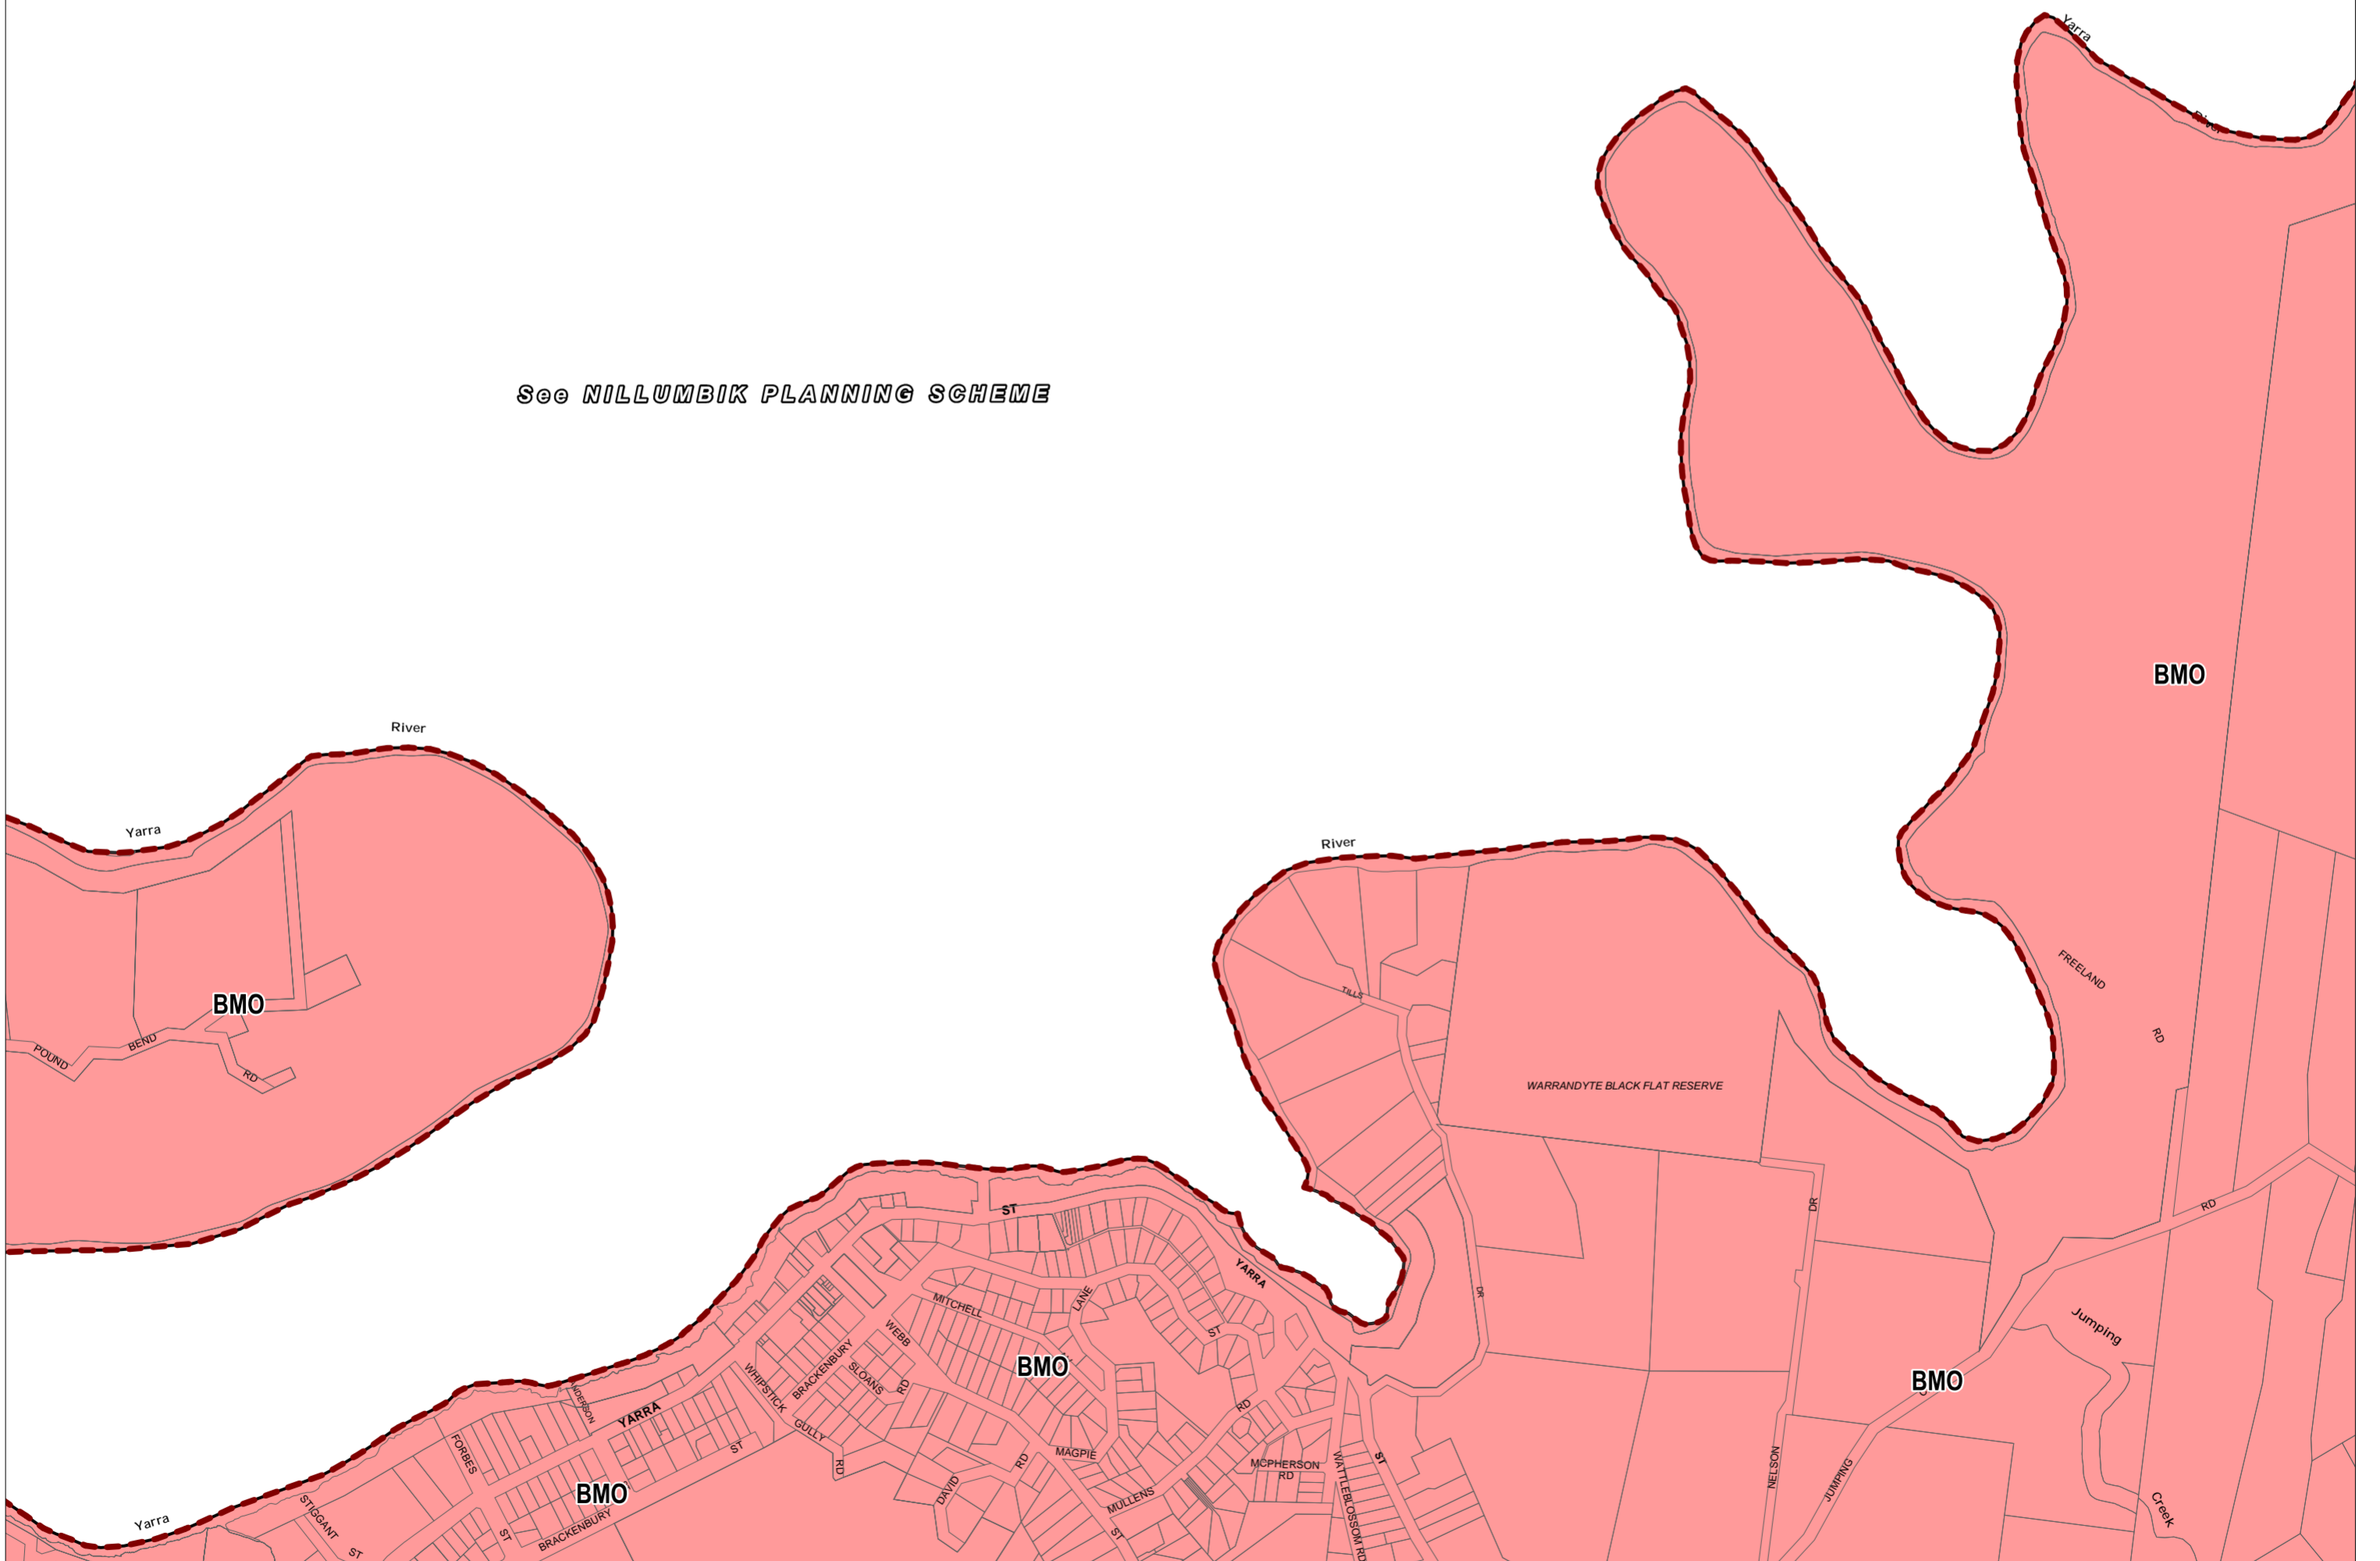 Yarra
River
See NILLUMBIK PLANNING SCHEME
BMO
River
Yarra
River
FREELAND
RD
BMO
POUND
BEND
RD
TILLS
WARRANDYTE BLACK FLAT RESERVE
DR
RD
ST
YARRA
DR
MITCHELL
LANE
Jumping
WEBB
ST
BRACKENBURY
SLOANS
RD
WHIPSTICK
BMO
BMO
YARRA
RD
FORBES
GULLY
ST
MAGPIE
RD
ST
RD
MCPHERSON
RD
WATTLEBLOSSOM RD
NELSON
JUMPING
DAVID
MULLENS
BMO
STIGGANT
Yarra
BRACKENBURY
ST
ST
ST
Creek